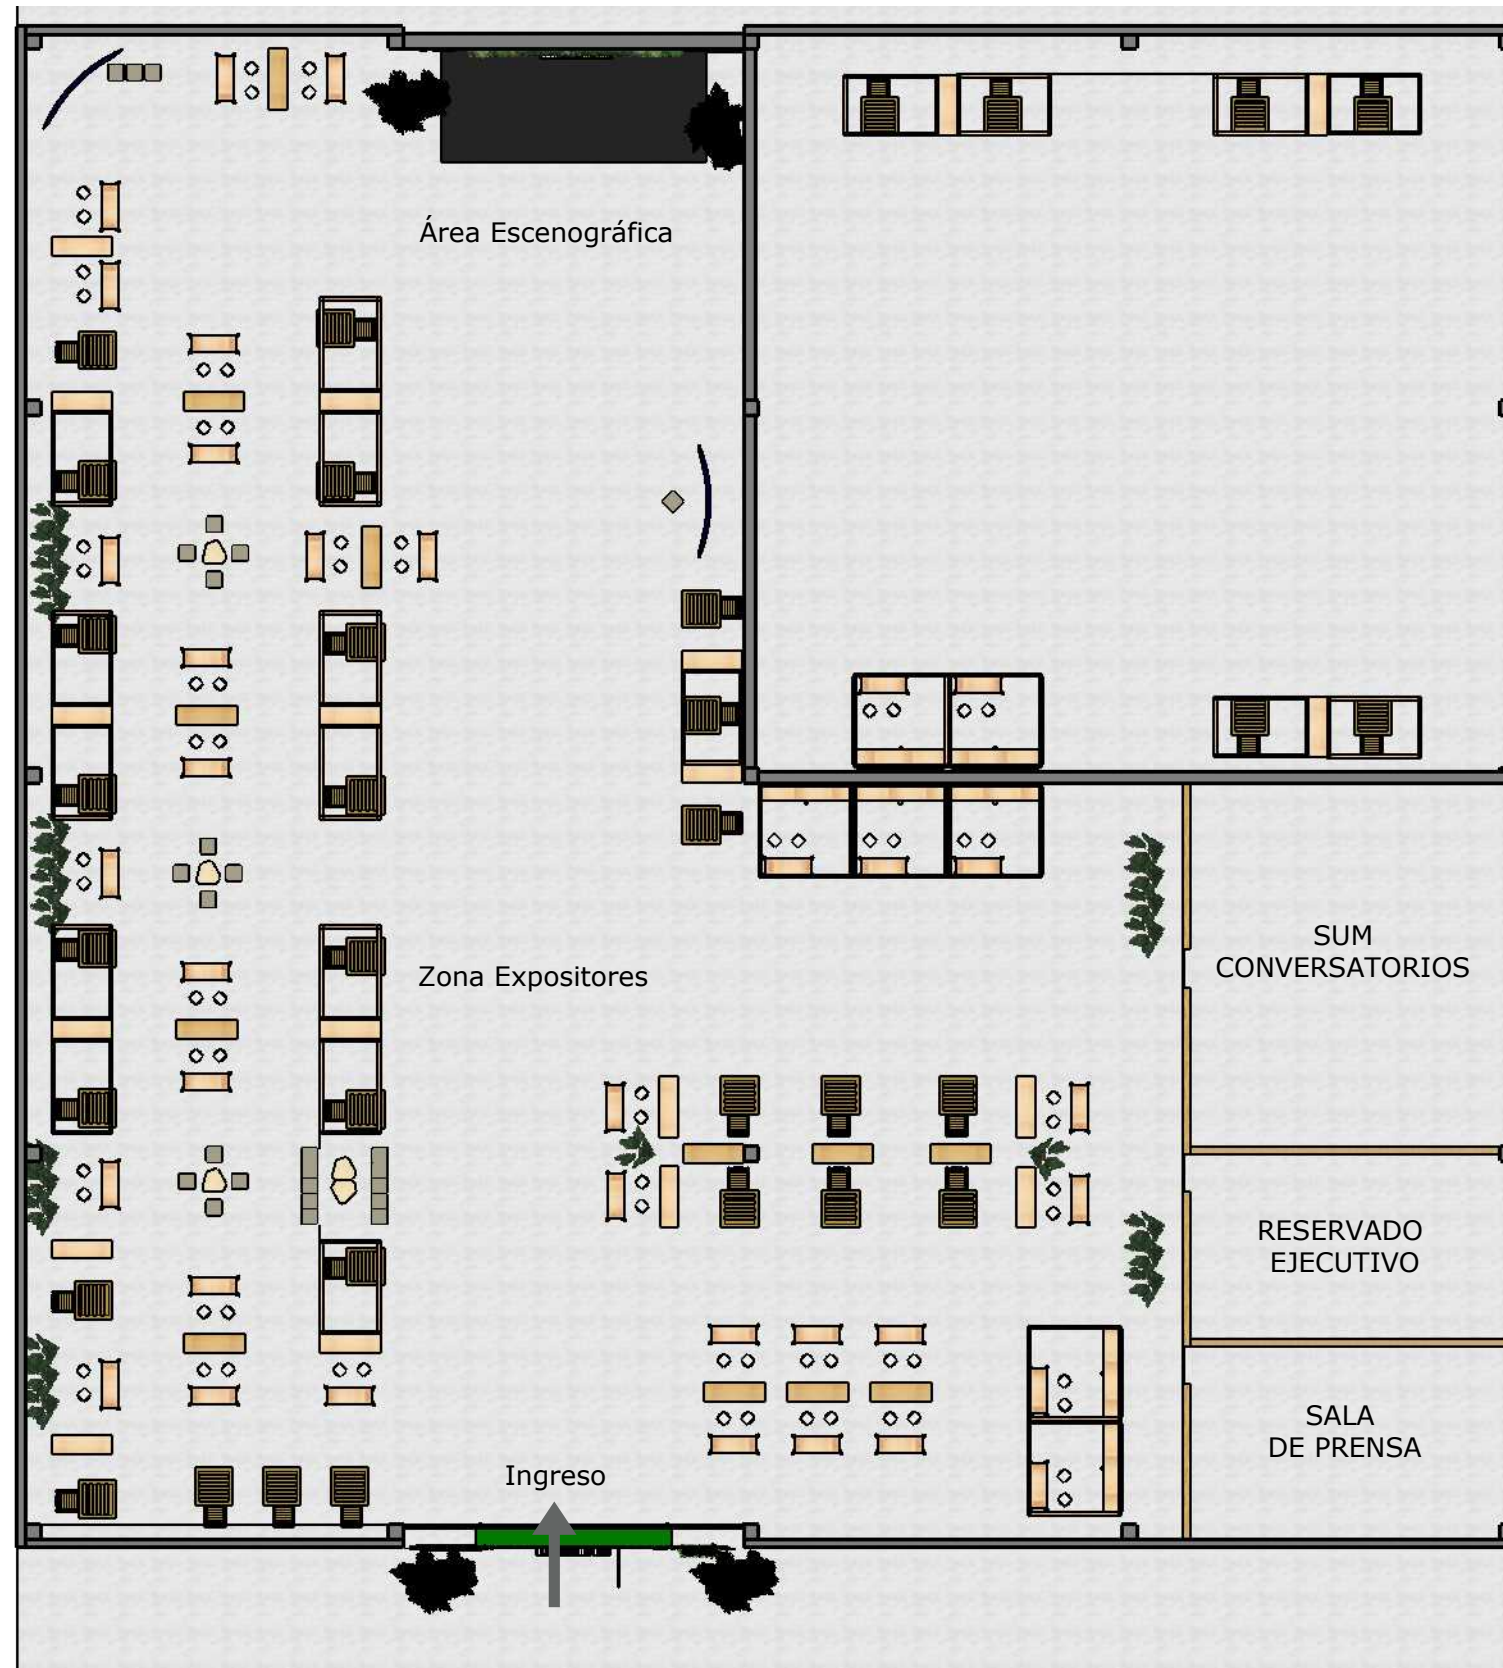 Área Escenográfica
Zona Expositores
SUM
CONVERSATORIOS
RESERVADO
EJECUTIVO
SALA
DE PRENSA
Ingreso